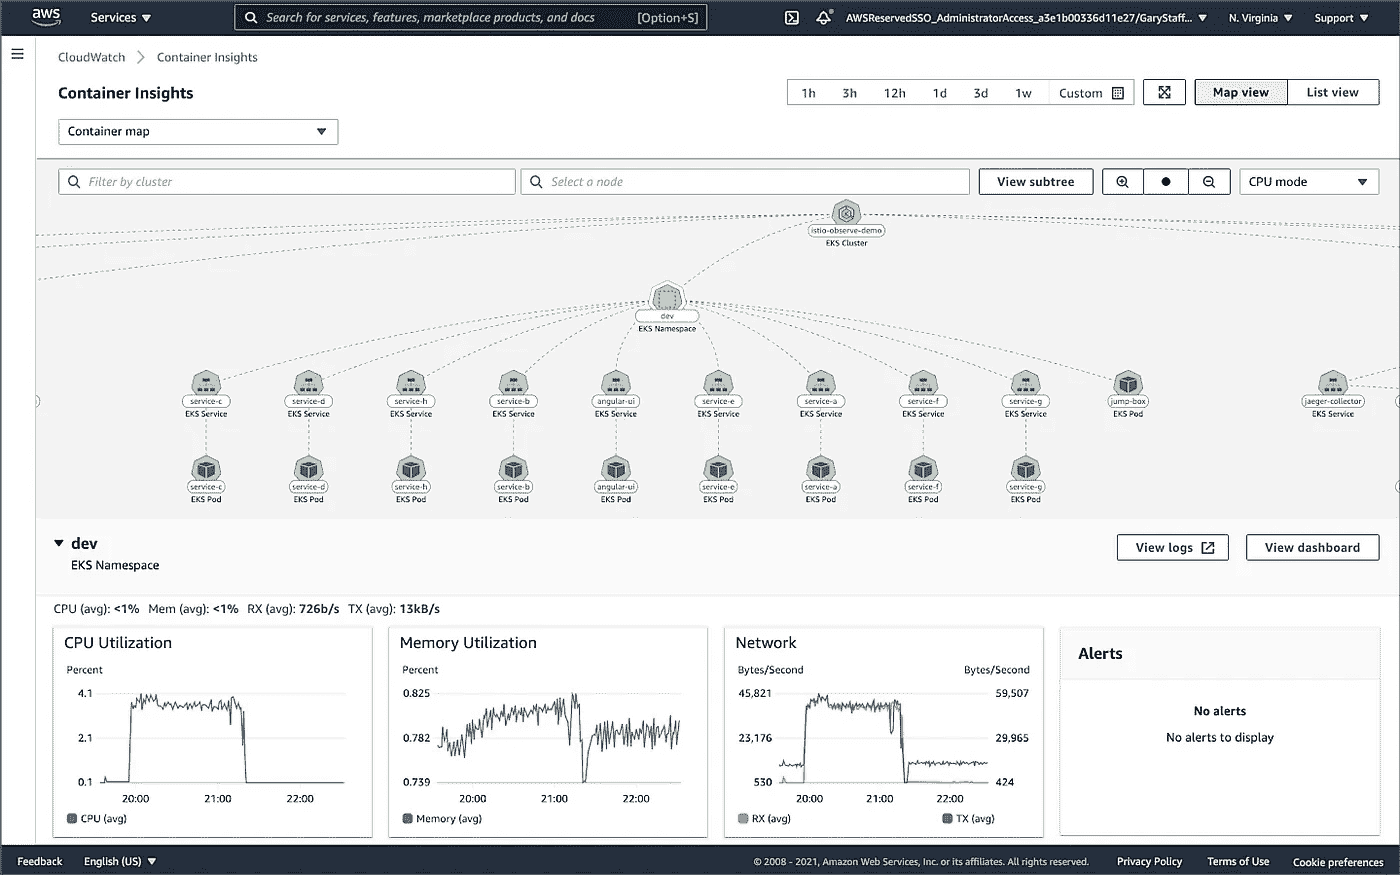 aws Services Search for services, features, marketplace products, and docs [Option+S] AWSReservedSSO_AdministratorAccess_a3e1b00336d11e27/GaryStaff... N. Virginia Support
CloudWatch Container Insights
Container Insights 1h 3h 12h 1d 3d 1w Custom Map view List view
Container map
Filter by cluster Select a node View subtree CPU mode
istio-observe-demo
EKS Cluster
dev
EKS Namespace
service-c service-d service-h service-b angular-ui service-e service-a service-f service-g jump-box jaeger-collector
EKS Service EKS Service EKS Service EKS Service EKS Service EKS Service EKS Service EKS Service EKS Service EKS Pod EKS Service
service-c service-d service-h service-b angular-ui service-e service-a service-f service-g
EKS Pod EKS Pod EKS Pod EKS Pod EKS Pod EKS Pod EKS Pod EKS Pod EKS Pod
dev View logs View dashboard
EKS Namespace
CPU (avg): <1% Mem (avg): <1% RX (avg): 726b/s TX (avg): 13kB/s
CPU Utilization
Percent
4.1
2.1
0.1
20:00 21:00 22:00
CPU (avg)
Memory Utilization
Percent
0.825
0.782
0.739
20:00 21:00 22:00
Memory (avg)
Network
Bytes/Second Bytes/Second
45,821 59,507
23,176 29,965
530 424
20:00 21:00 22:00
RX (avg) TX (avg)
Alerts
No alerts
No alerts to display
Feedback English (US) © 2008 - 2021, Amazon Web Services, Inc. or its affiliates. All rights reserved. Privacy Policy Terms of Use Cookie preferences